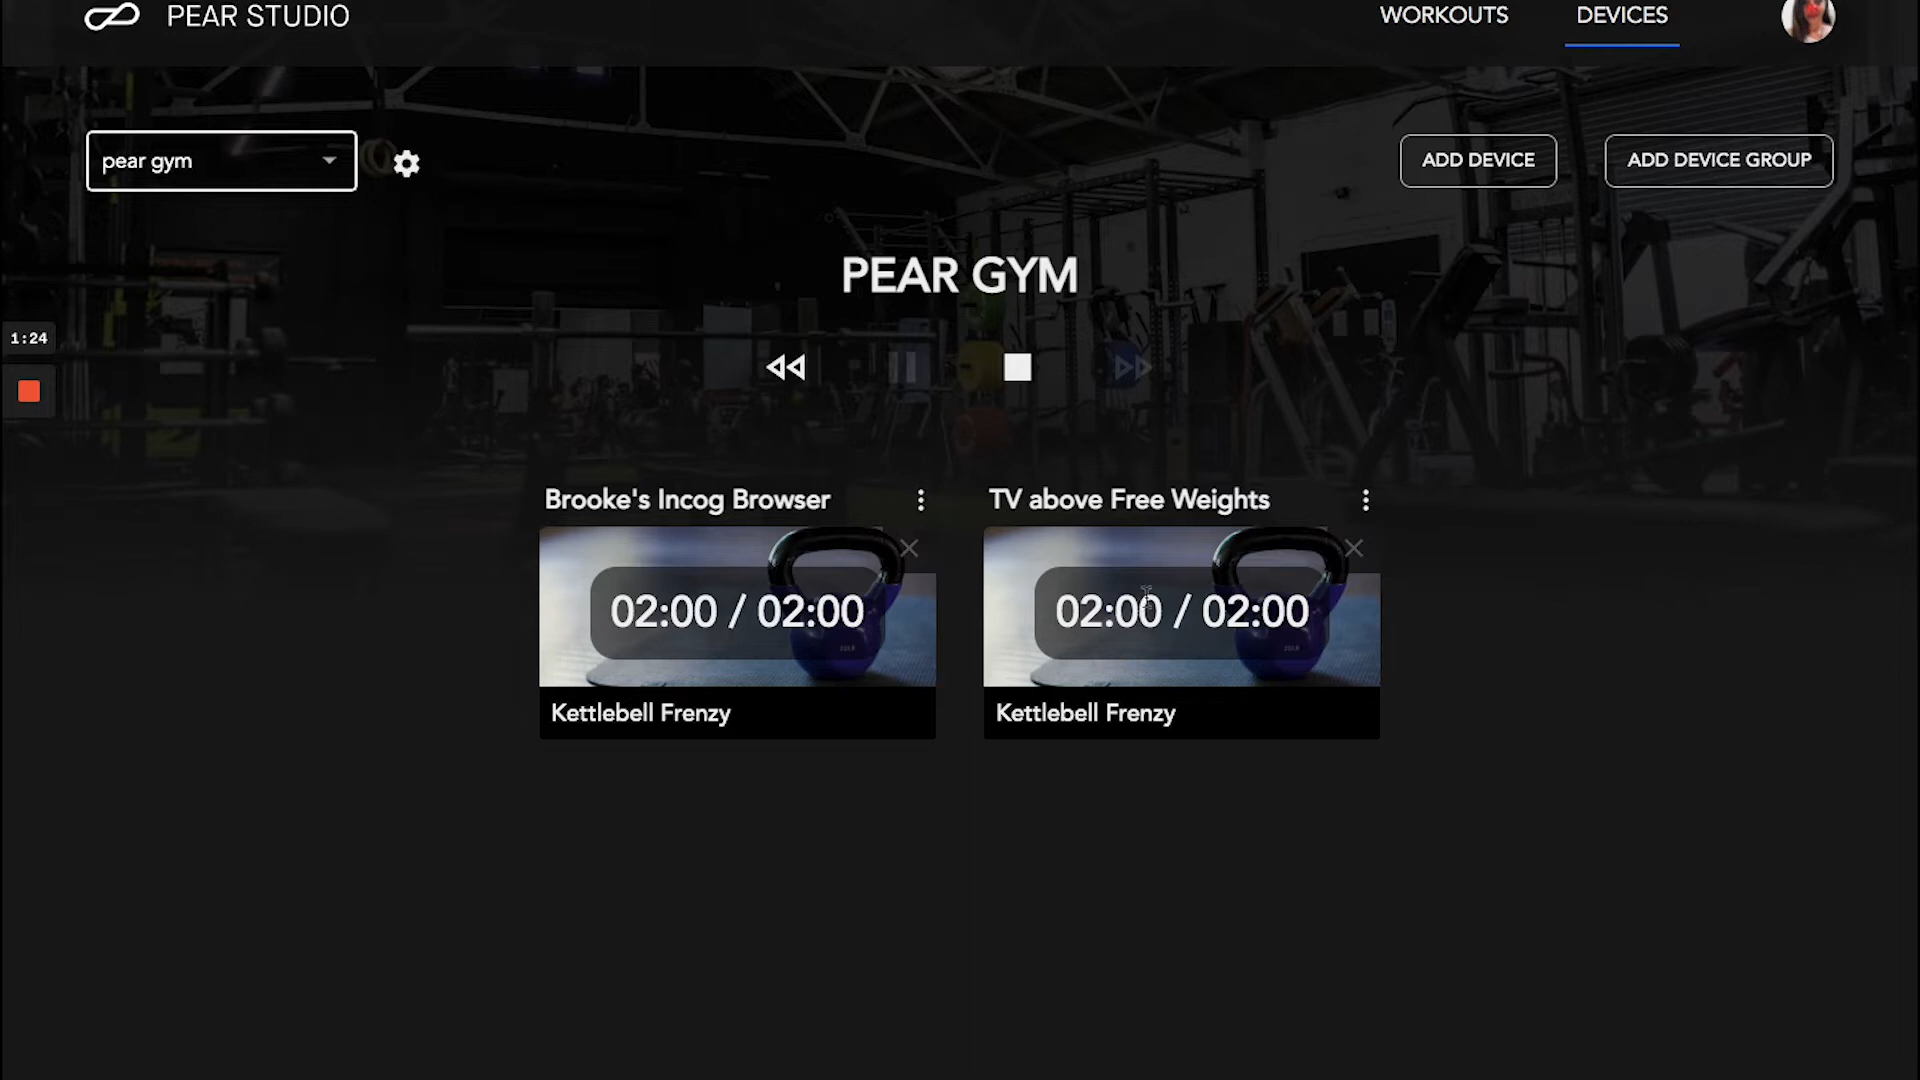 PEAR STUDIO
WORKOUTS
DEVICES
pear gym
ADD DEVICE
ADD DEVICE GROUP
PEAR GYM
1:24
Brooke's Incog Browser
TV above Free Weights
02:00 / 02:00
02:00 / 02:00
Kettlebell Frenzy
Kettlebell Frenzy